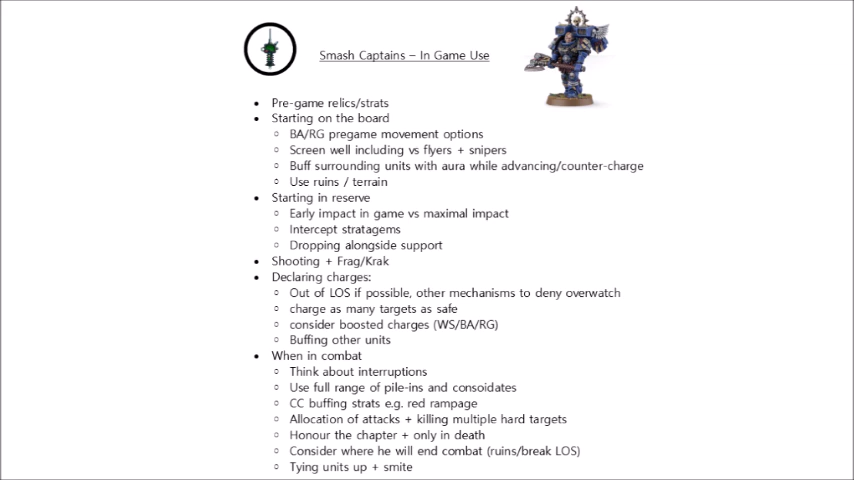 Smash Captains – In Game Use
• Pre-game relics/strats
• Starting on the board
○ BA/RG pregame movement options
○ Screen well including vs flyers + snipers
○ Buff surrounding units with aura while advancing/counter-charge
○ Use ruins / terrain
• Starting in reserve
○ Early impact in game vs maximal impact
○ Intercept stratagems
○ Dropping alongside support
• Shooting + Frag/Krak
• Declaring charges:
○ Out of LOS if possible, other mechanisms to deny overwatch
○ charge as many targets as safe
○ consider boosted charges (WS/BA/RG)
○ Buffing other units
• When in combat
○ Think about interruptions
○ Use full range of pile-ins and consoidates
○ CC buffing strats e.g. red rampage
○ Allocation of attacks + killing multiple hard targets
○ Honour the chapter + only in death
○ Consider where he will end combat (ruins/break LOS)
○ Tying units up + smite